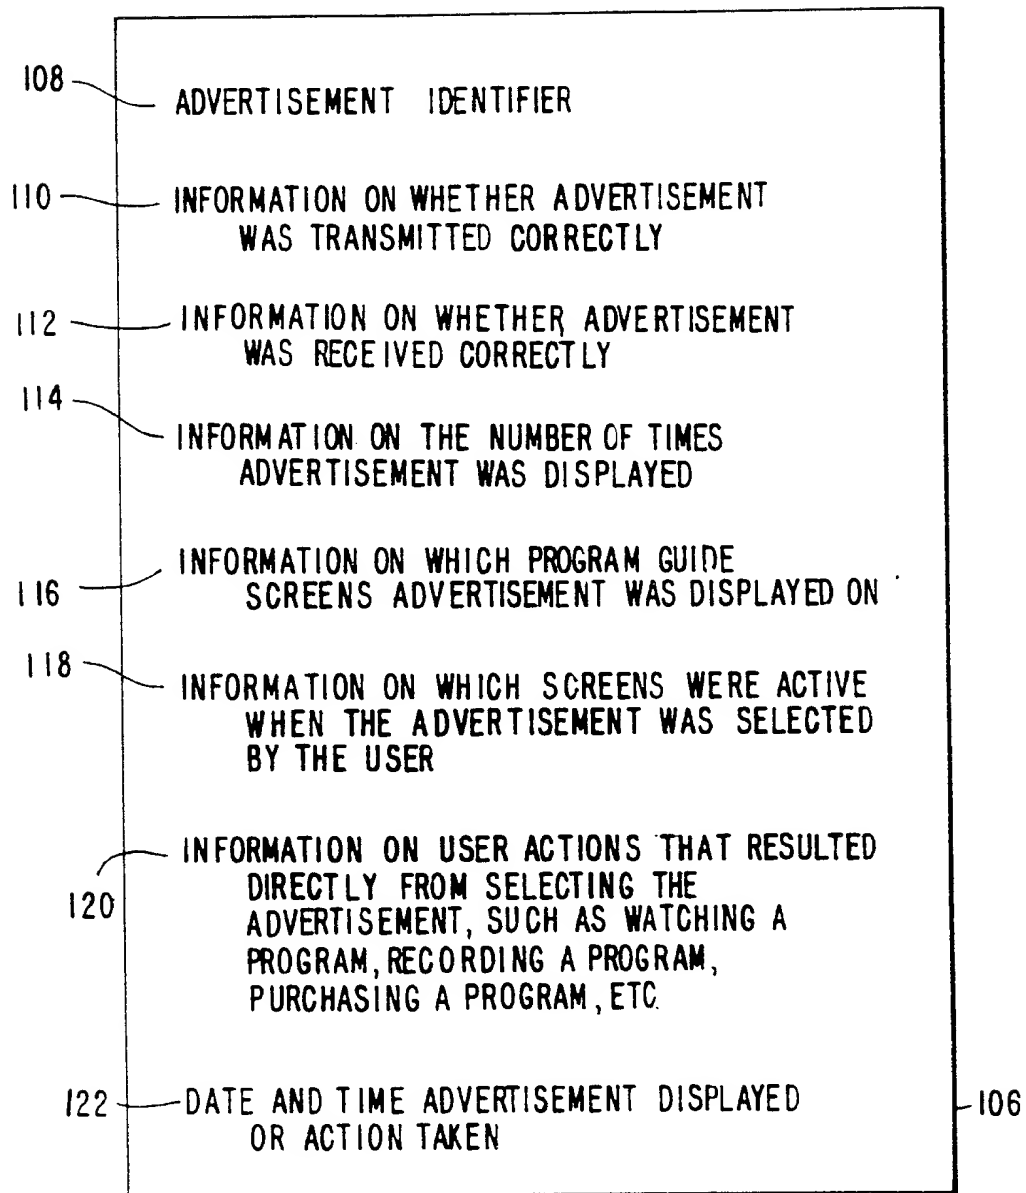 108
ADVERTISEMENT IDENTIFIER
110
INFORMATION ON WHETHER ADVERTISEMENT
WAS TRANSMITTED CORRECTLY
112
INFORMATION ON WHETHER ADVERTISEMENT
WAS RECEIVED CORRECTLY
114
INFORMATION ON THE NUMBER OF TIMES
ADVERTISEMENT WAS DISPLAYED
116
INFORMATION ON WHICH PROGRAM GUIDE
SCREENS ADVERTISEMENT WAS DISPLAYED ON
118
INFORMATION ON WHICH SCREENS WERE ACTIVE
WHEN THE ADVERTISEMENT WAS SELECTED
BY THE USER
120
INFORMATION ON USER ACTIONS THAT RESULTED
DIRECTLY FROM SELECTING THE
ADVERTISEMENT, SUCH AS WATCHING A
PROGRAM, RECORDING A PROGRAM,
PURCHASING A PROGRAM, ETC.
122
DATE AND TIME ADVERTISEMENT DISPLAYED
OR ACTION TAKEN
106